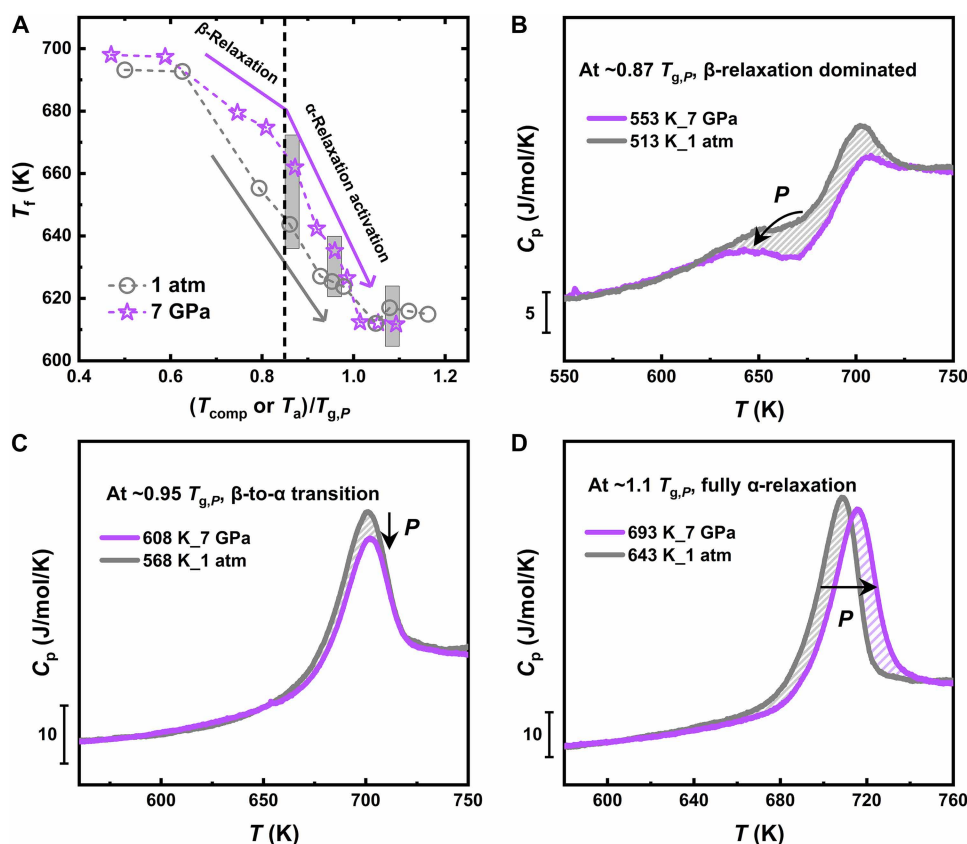 A
700
680
660
640
620
600
T_f (K)
β-Relaxation
α-Relaxation activation
1 atm
7 GPa
0.4 0.6 0.8 1.0 1.2
(T_comp or T_a)/T_g,P
B
At ~0.87 T_g,P, β-relaxation dominated
553 K_7 GPa
513 K_1 atm
P
C_p (J/mol/K)
5
550 600 650 700 750
T (K)
C
At ~0.95 T_g,P, β-to-α transition
608 K_7 GPa
568 K_1 atm
P
C_p (J/mol/K)
10
600 650 700 750
T (K)
D
At ~1.1 T_g,P, fully α-relaxation
693 K_7 GPa
643 K_1 atm
P
C_p (J/mol/K)
10
600 640 680 720 760
T (K)